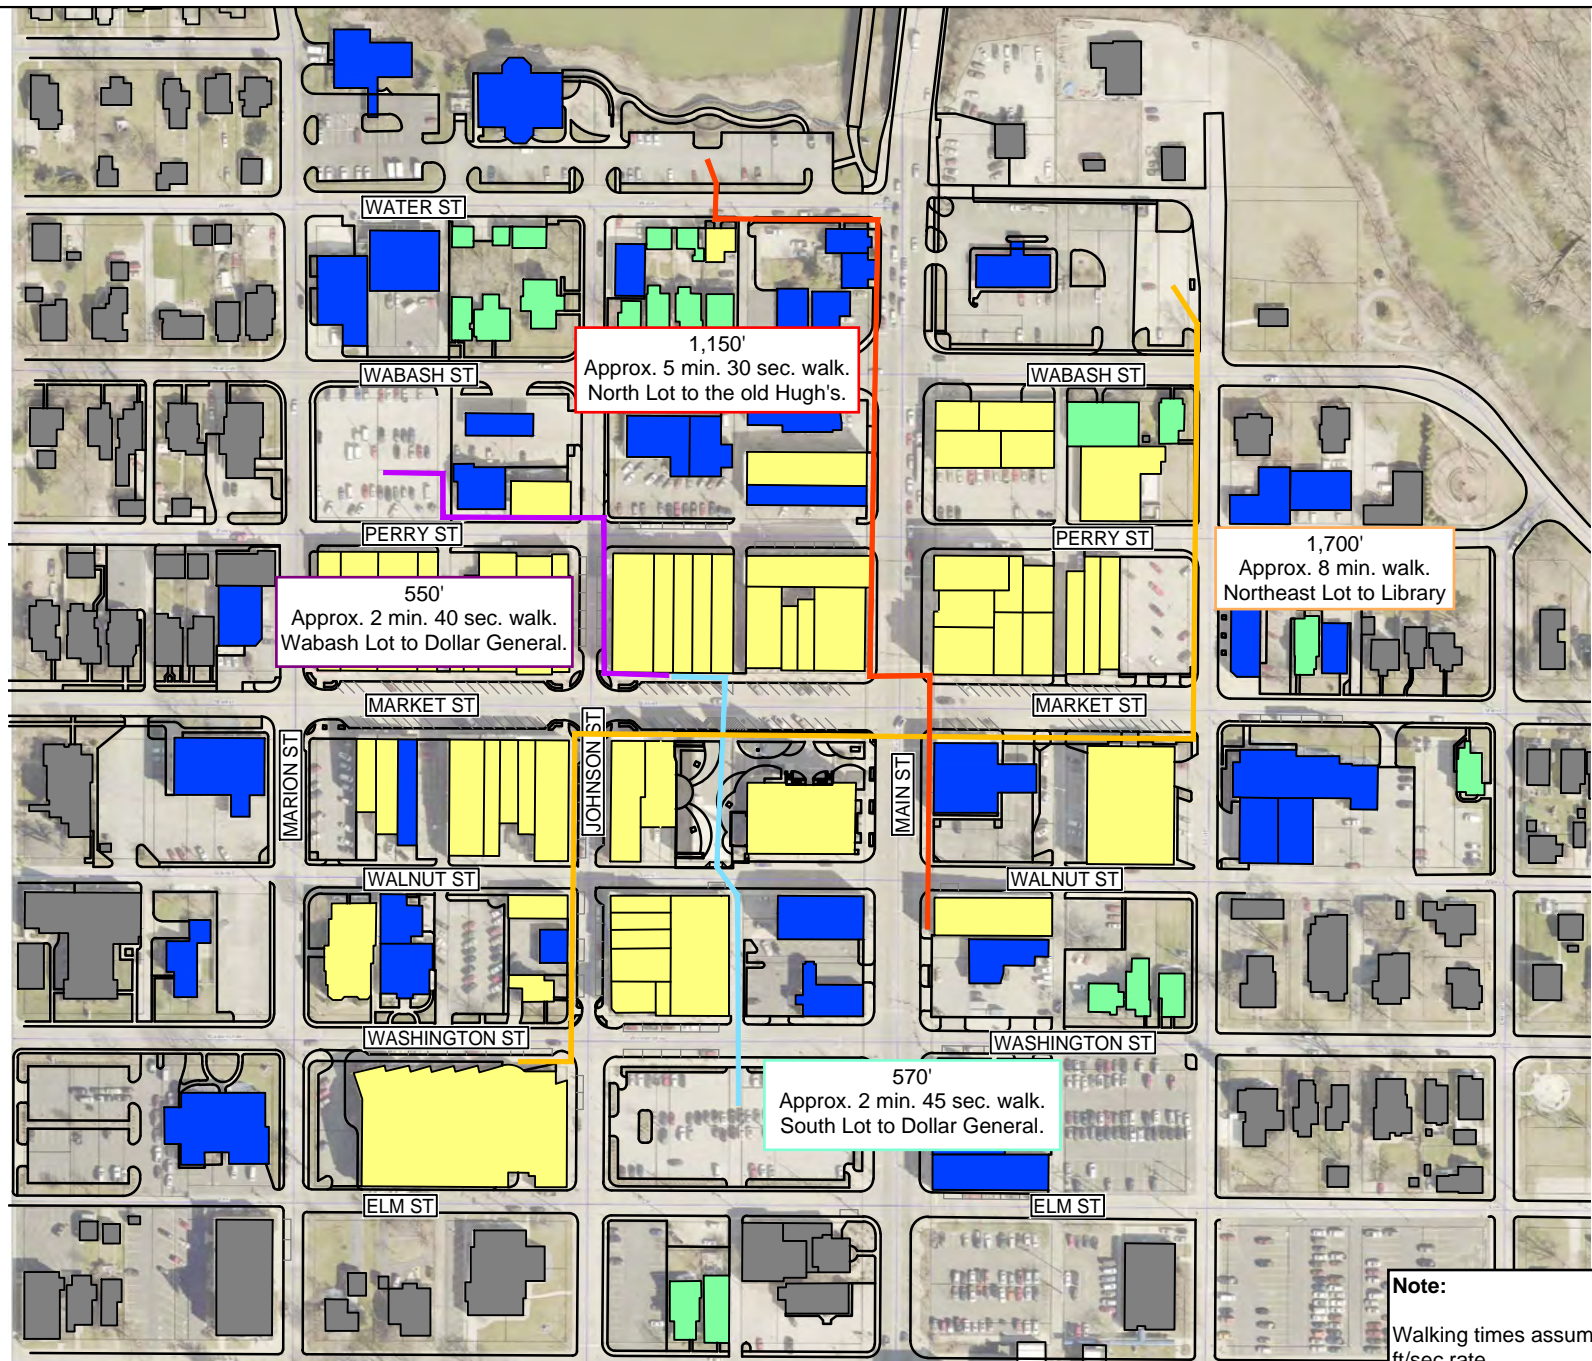 WATER ST
1,150'
Approx. 5 min. 30 sec. walk.
North Lot to the old Hugh's.
WABASH ST
WABASH ST
PERRY ST
PERRY ST
1,700'
Approx. 8 min. walk.
Northeast Lot to Library
550'
Approx. 2 min. 40 sec. walk.
Wabash Lot to Dollar General.
MARKET ST
MARKET ST
MARION ST
JOHNSON ST
MAIN ST
WALNUT ST
WALNUT ST
WASHINGTON ST
WASHINGTON ST
570'
Approx. 2 min. 45 sec. walk.
South Lot to Dollar General.
ELM ST
ELM ST
Note:
Walking times assum
ft/sec rate